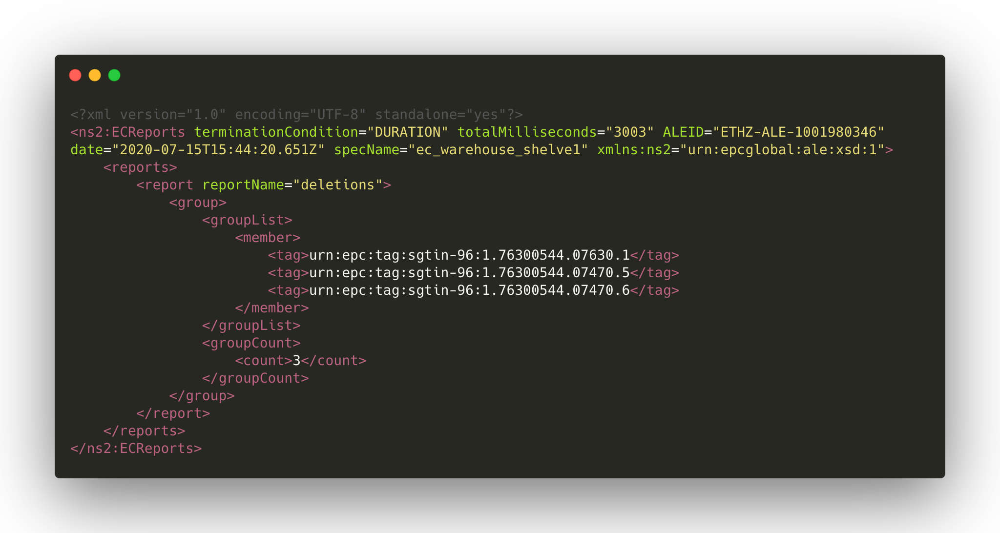 <?xml version="1.0" encoding="UTF-8" standalone="yes"?>
<ns2:ECReports terminationCondition="DURATION" totalMilliseconds="3003" ALEID="ETHZ-ALE-1001980346"
date="2020-07-15T15:44:20.651Z" specName="ec_warehouse_shelve1" xmlns:ns2="urn:epcglobal:ale:xsd:1">
    <reports>
        <report reportName="deletions">
            <group>
                <groupList>
                    <member>
                        <tag>urn:epc:tag:sgtin-96:1.76300544.07630.1</tag>
                        <tag>urn:epc:tag:sgtin-96:1.76300544.07470.5</tag>
                        <tag>urn:epc:tag:sgtin-96:1.76300544.07470.6</tag>
                    </member>
                </groupList>
                <groupCount>
                    <count>3</count>
                </groupCount>
            </group>
        </report>
    </reports>
</ns2:ECReports>